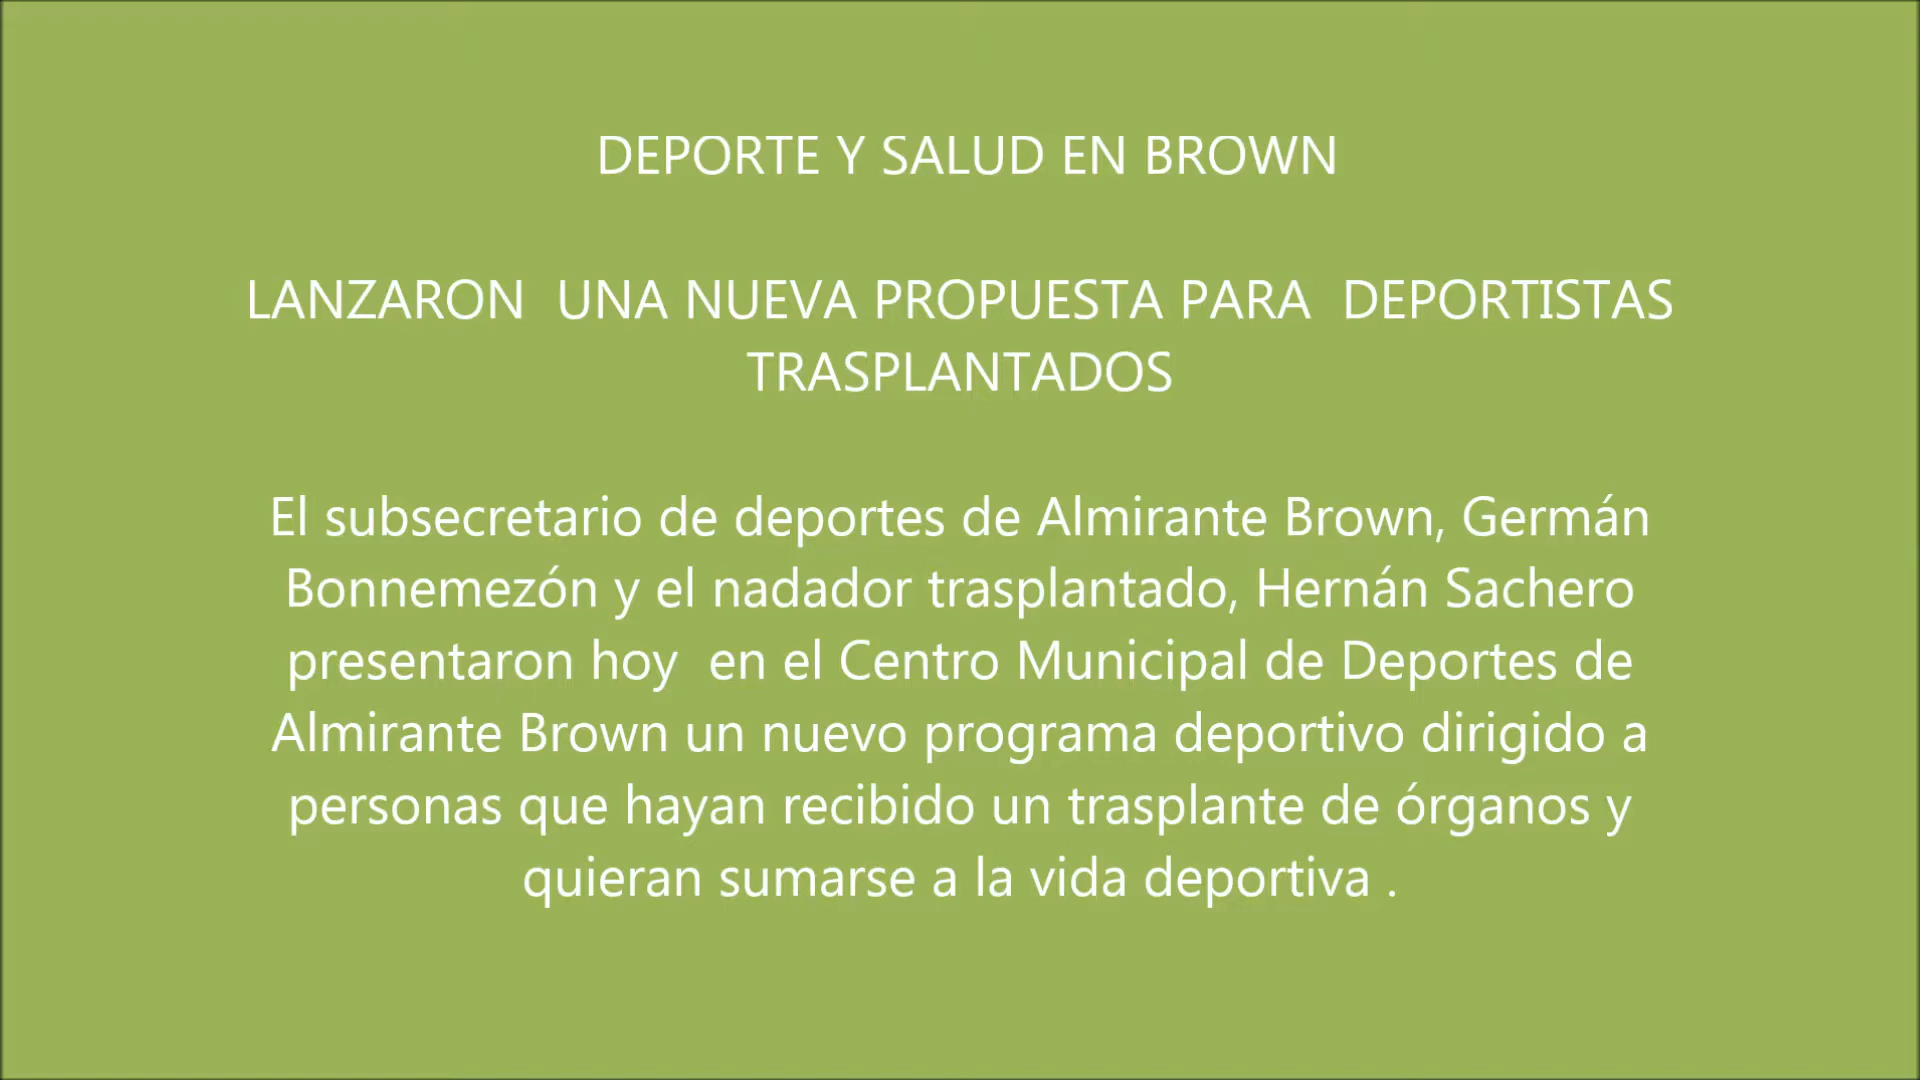 DEPORTE Y SALUD EN BROWN
LANZARON  UNA NUEVA PROPUESTA PARA  DEPORTISTAS
TRASPLANTADOS
El subsecretario de deportes de Almirante Brown, Germán
Bonnemezón y el nadador trasplantado, Hernán Sachero
presentaron hoy  en el Centro Municipal de Deportes de
Almirante Brown un nuevo programa deportivo dirigido a
personas que hayan recibido un trasplante de órganos y
quieran sumarse a la vida deportiva .